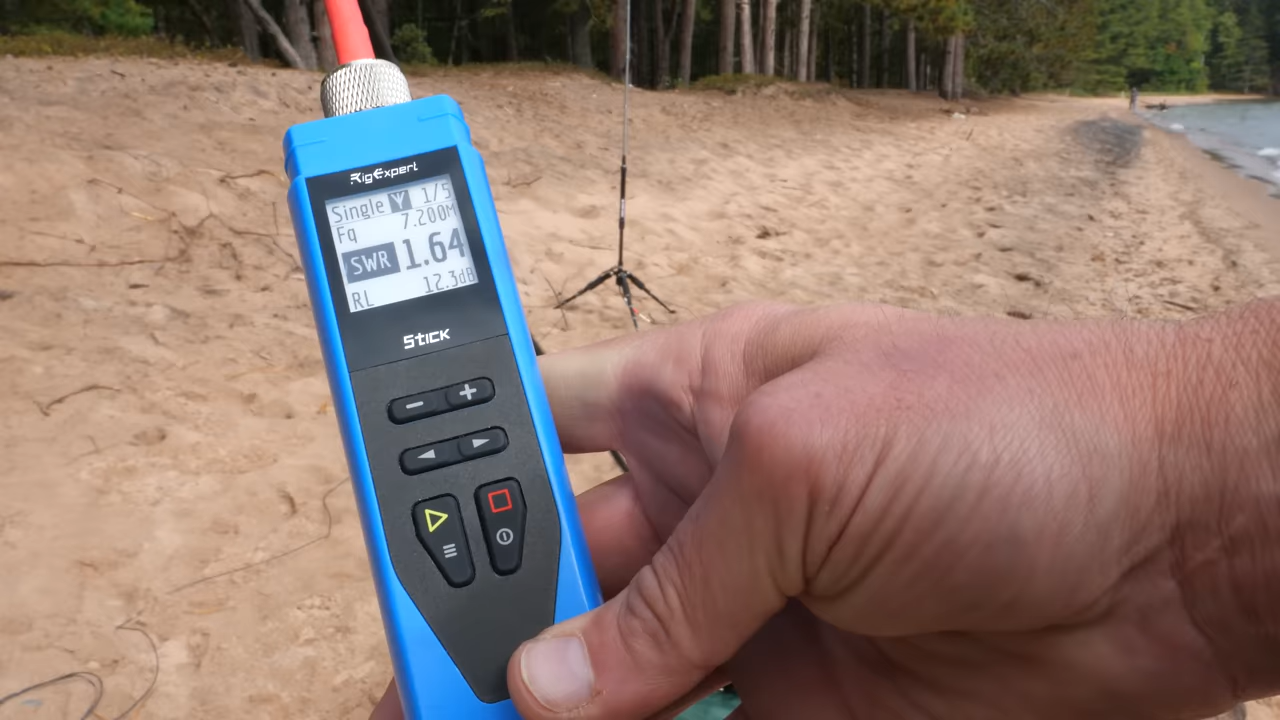 RigExpert
Single 1/5
Fq 7.200M
SWR 1.64
RL 12.3dB
Stick